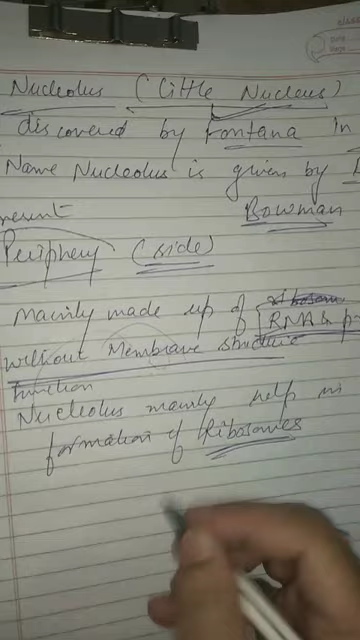 Nucleolus (Little Nucleus)
discovered by Fontana in
Name Nucleolus is given by
Bowman
Periphery (side)
Mainly made up of ribosom
RNA &
without Membrane structure
function
Nucleolus mainly help in
formation of Ribosomes